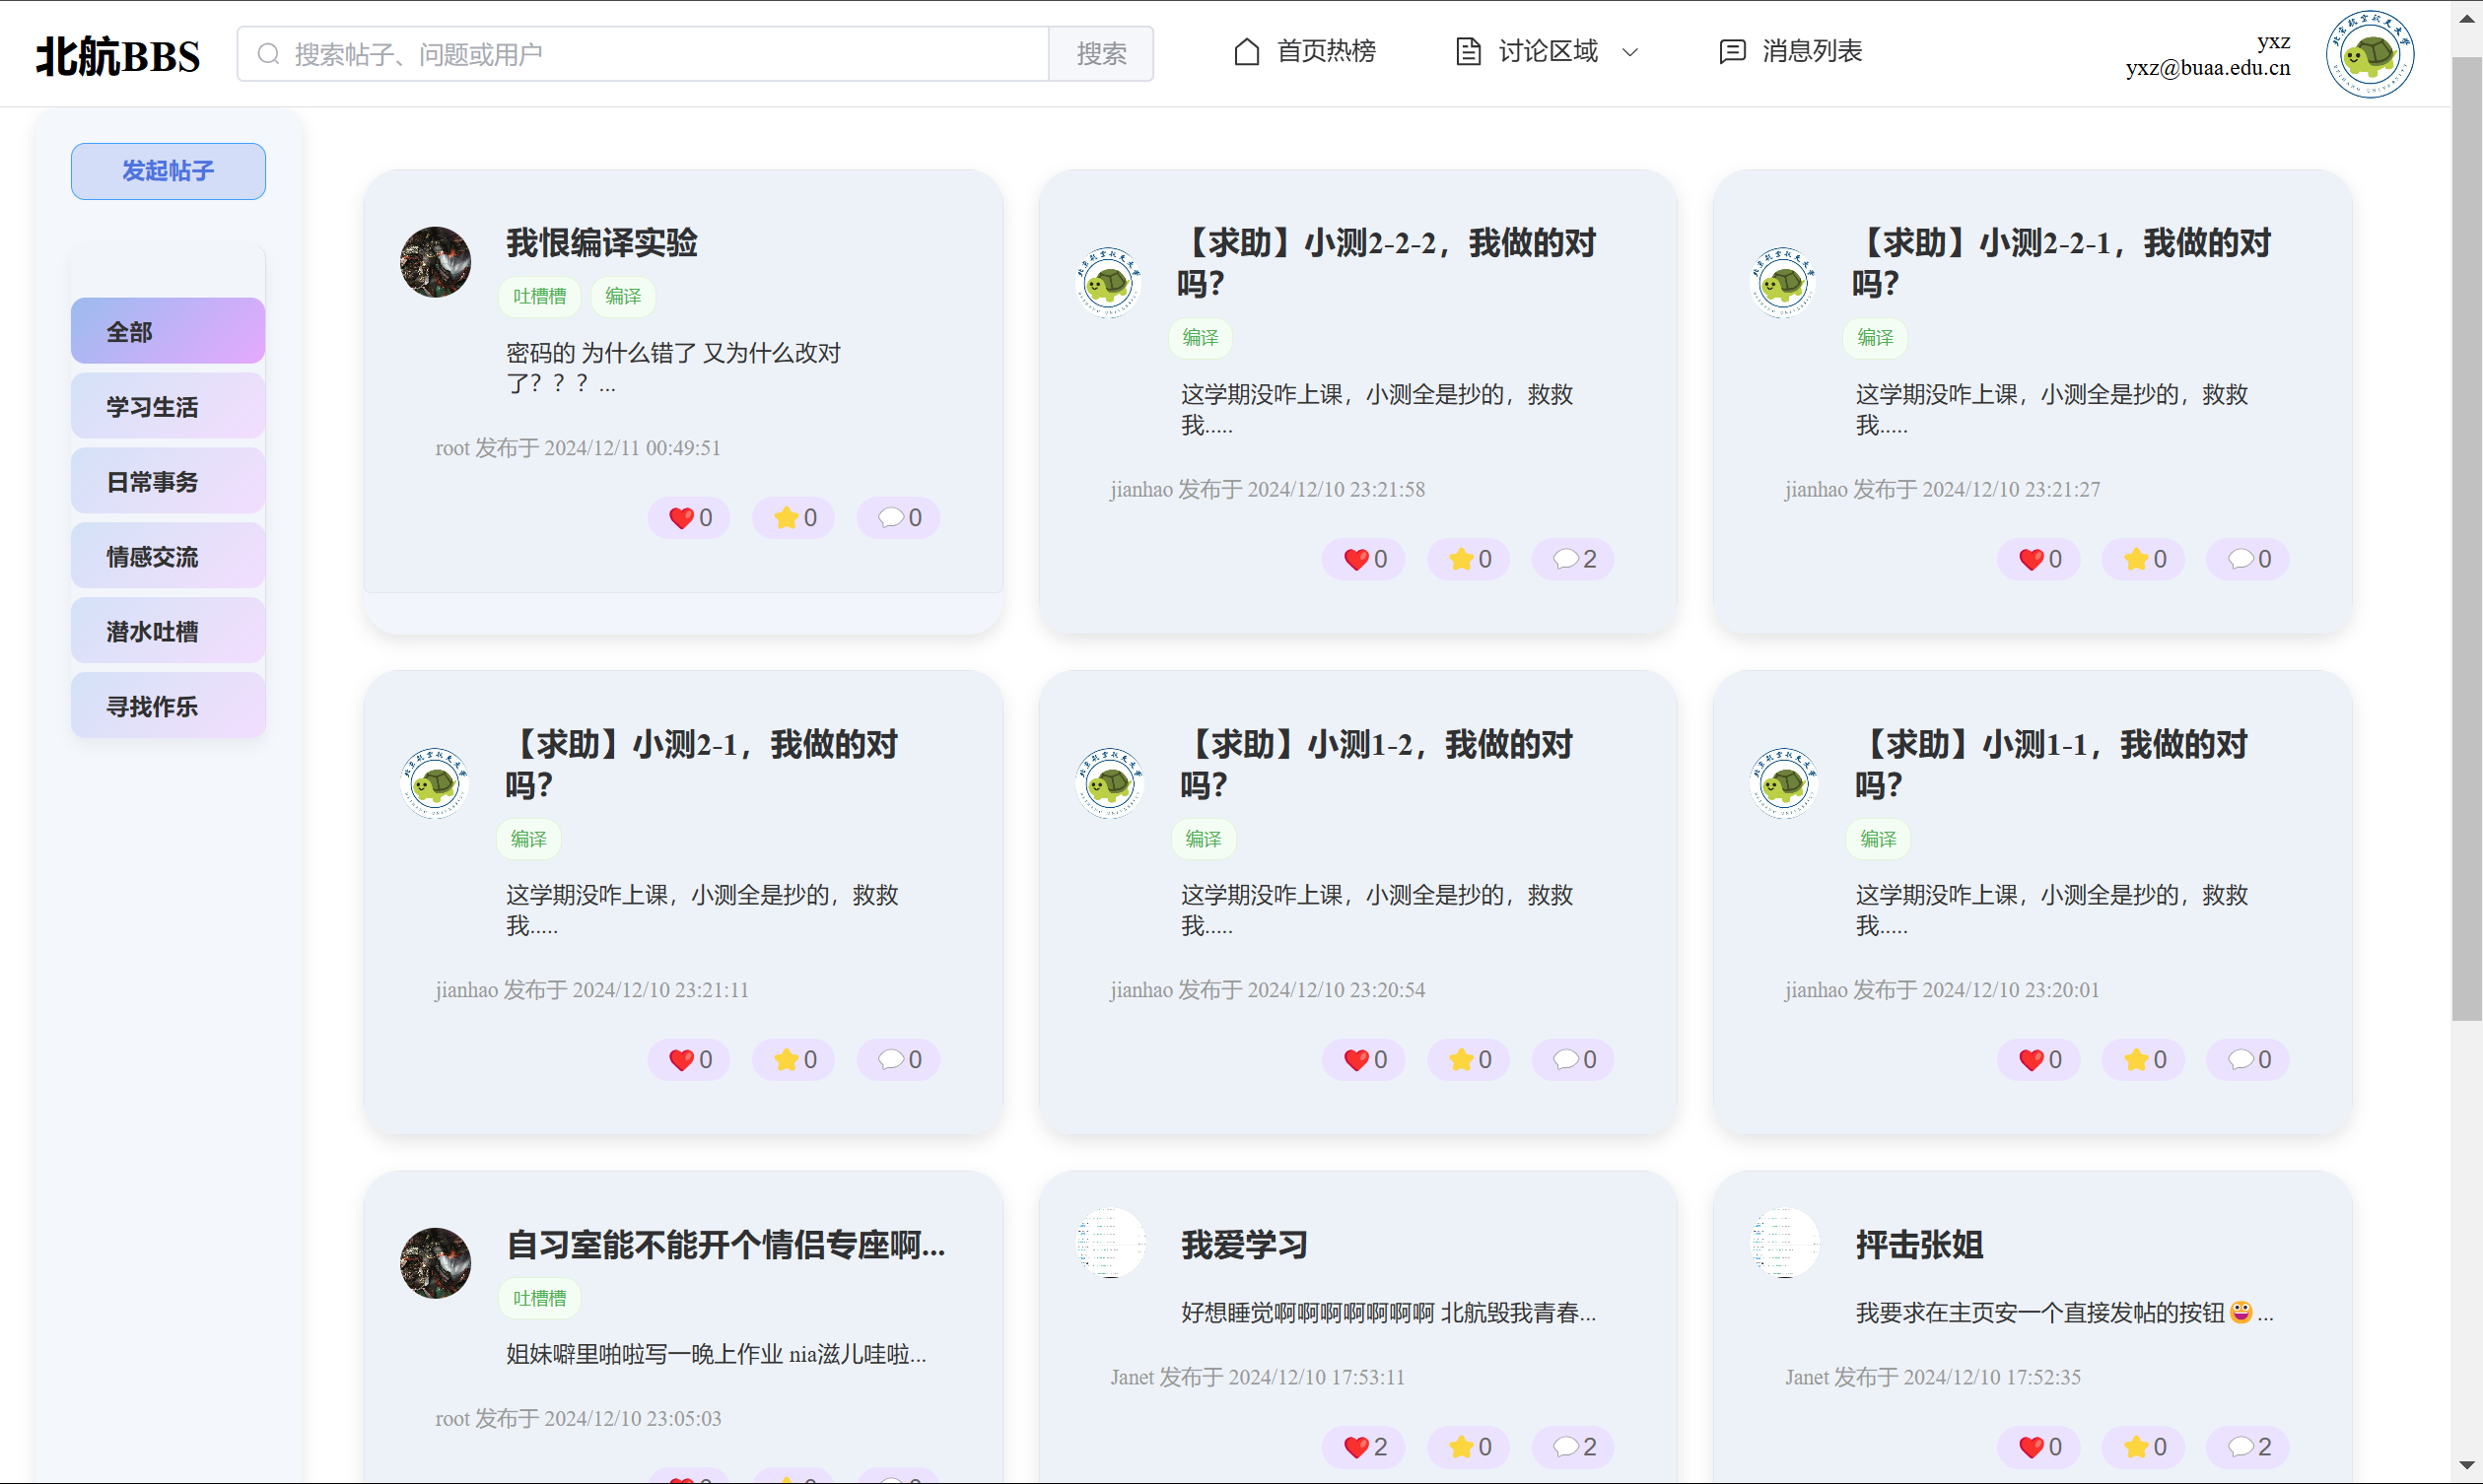 北航BBS
搜索帖子、问题或用户
搜索
首页热榜
讨论区域
消息列表
yxz
yxz@buaa.edu.cn
发起帖子
全部
学习生活
日常事务
情感交流
潜水吐槽
寻找作乐
我恨编译实验
吐槽槽 编译
密码的 为什么错了 又为什么改对
了？？？...
root 发布于 2024/12/11 00:49:51
0 0 0
【求助】小测2-2-2，我做的对
吗？
编译
这学期没咋上课，小测全是抄的，救救
我.....
jianhao 发布于 2024/12/10 23:21:58
0 0 2
【求助】小测2-2-1，我做的对
吗？
编译
这学期没咋上课，小测全是抄的，救救
我.....
jianhao 发布于 2024/12/10 23:21:27
0 0 0
【求助】小测2-1，我做的对
吗？
编译
这学期没咋上课，小测全是抄的，救救
我.....
jianhao 发布于 2024/12/10 23:21:11
0 0 0
【求助】小测1-2，我做的对
吗？
编译
这学期没咋上课，小测全是抄的，救救
我.....
jianhao 发布于 2024/12/10 23:20:54
0 0 0
【求助】小测1-1，我做的对
吗？
编译
这学期没咋上课，小测全是抄的，救救
我.....
jianhao 发布于 2024/12/10 23:20:01
0 0 0
自习室能不能开个情侣专座啊...
吐槽槽
姐妹噼里啪啦写一晚上作业 nia滋儿哇啦...
root 发布于 2024/12/10 23:05:03
我爱学习
好想睡觉啊啊啊啊啊啊啊 北航毁我青春...
Janet 发布于 2024/12/10 17:53:11
2 0 2
抨击张姐
我要求在主页安一个直接发帖的按钮😀...
Janet 发布于 2024/12/10 17:52:35
0 0 2